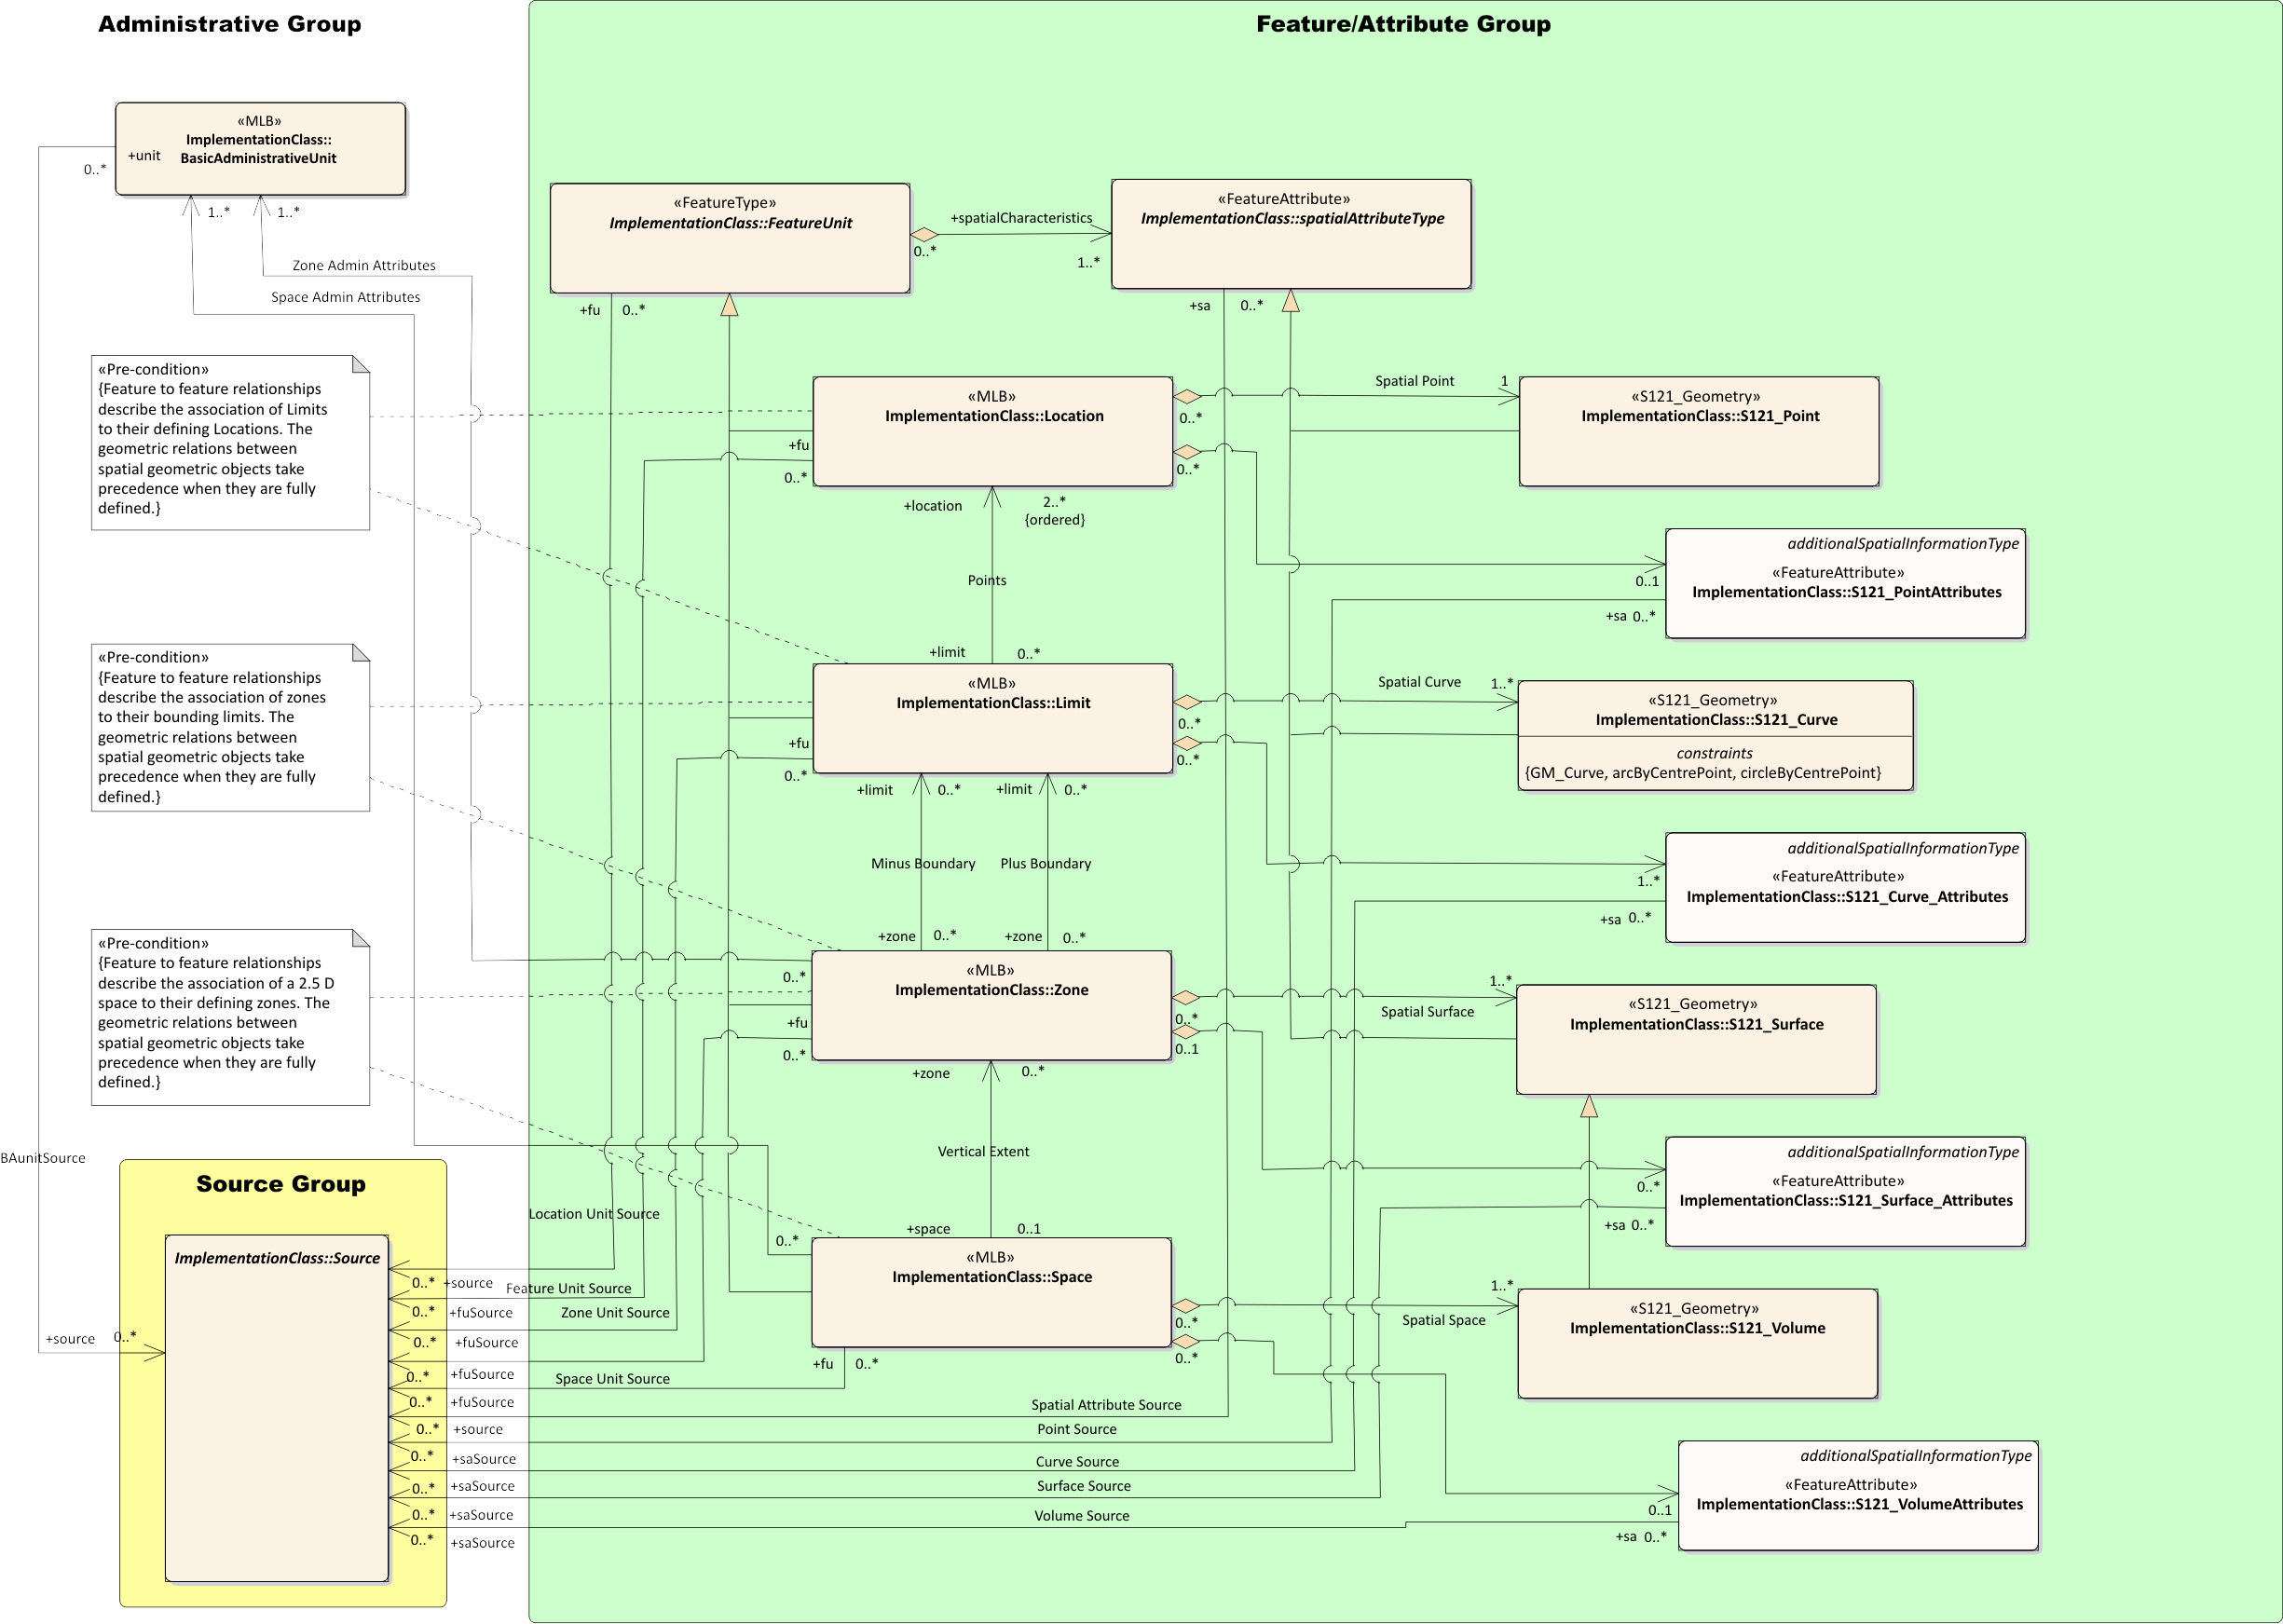 Administrative Group
Feature/Attribute Group
«MLB»
ImplementationClass::
BasicAdministrativeUnit
+unit
0..*
1..*
1..*
Zone Admin Attributes
Space Admin Attributes
«FeatureType»
ImplementationClass::FeatureUnit
+spatialCharacteristics
0..*
1..*
«FeatureAttribute»
ImplementationClass::spatialAttributeType
+fu
0..*
+sa
0..*
«Pre-condition»
{Feature to feature relationships
describe the association of Limits
to their defining Locations. The
geometric relations between
spatial geometric objects take
precedence when they are fully
defined.}
«MLB»
ImplementationClass::Location
+fu
0..*
0..*
0..*
Spatial Point
1
«S121_Geometry»
ImplementationClass::S121_Point
+location
2..*
{ordered}
Points
+limit
0..*
additionalSpatialInformationType
«FeatureAttribute»
ImplementationClass::S121_PointAttributes
0..1
+sa
0..*
«Pre-condition»
{Feature to feature relationships
describe the association of zones
to their bounding limits. The
geometric relations between
spatial geometric objects take
precedence when they are fully
defined.}
«MLB»
ImplementationClass::Limit
+fu
0..*
0..*
0..*
Spatial Curve
1..*
«S121_Geometry»
ImplementationClass::S121_Curve
constraints
{GM_Curve, arcByCentrePoint, circleByCentrePoint}
+limit
0..*
+limit
0..*
Minus Boundary
Plus Boundary
+zone
0..*
+zone
0..*
additionalSpatialInformationType
«FeatureAttribute»
ImplementationClass::S121_Curve_Attributes
1..*
+sa
0..*
«Pre-condition»
{Feature to feature relationships
describe the association of a 2.5 D
space to their defining zones. The
geometric relations between
spatial geometric objects take
precedence when they are fully
defined.}
«MLB»
ImplementationClass::Zone
0..*
+fu
0..*
0..*
0..1
1..*
Spatial Surface
«S121_Geometry»
ImplementationClass::S121_Surface
+zone
0..*
Vertical Extent
+space
0..1
additionalSpatialInformationType
«FeatureAttribute»
ImplementationClass::S121_Surface_Attributes
0..*
+sa
0..*
BAunitSource
Source Group
ImplementationClass::Source
+source
0..*
Location Unit Source
0..*
«MLB»
ImplementationClass::Space
0..*
0..*
1..*
Spatial Space
«S121_Geometry»
ImplementationClass::S121_Volume
+fu
0..*
0..*
+source
Feature Unit Source
0..*
+fuSource
Zone Unit Source
0..*
+fuSource
0..*
+fuSource
Space Unit Source
0..*
+fuSource
Spatial Attribute Source
0..*
+source
Point Source
0..*
+saSource
Curve Source
0..*
+saSource
Surface Source
0..*
+saSource
Volume Source
0..*
+saSource
additionalSpatialInformationType
«FeatureAttribute»
ImplementationClass::S121_VolumeAttributes
0..1
+sa
0..*